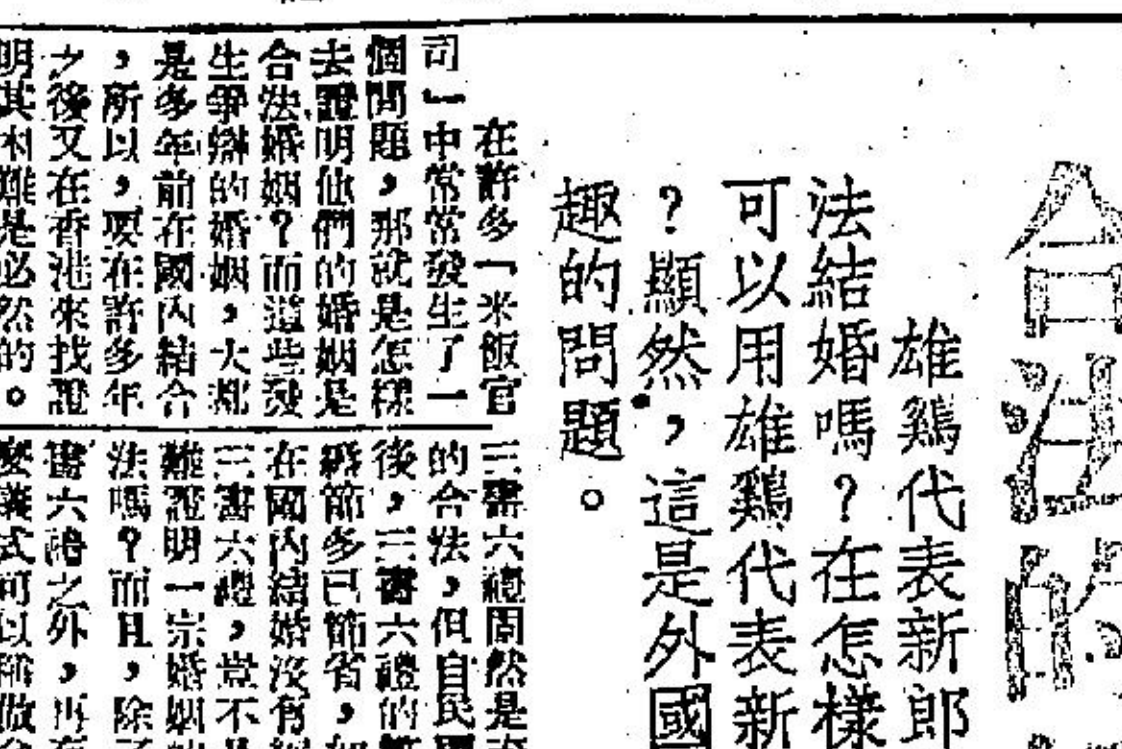 合法的
雄鷄代表新郎
法結婚嗎？在怎樣
可以用雄鷄代表新
？顯然，這是外國
趣的問題。
在許多「米飯官
司」中常常發生了一
個問題，那就是怎樣
去證明他們的婚姻是
合法婚姻？而這些發
生爭辯的婚姻，大都
是多年前在國內結合
，所以，要在許多年
之後又在香港來找證
明其困難是必然的。
三書六禮固然是
的合法，但自民國
後，三書六禮的
節多已節省，如
在國內結婚沒有
三書六禮，豈不
難證明一宗婚姻
法嗎？而且，除了
書六禮之外，再有
麼儀式可以稱做合